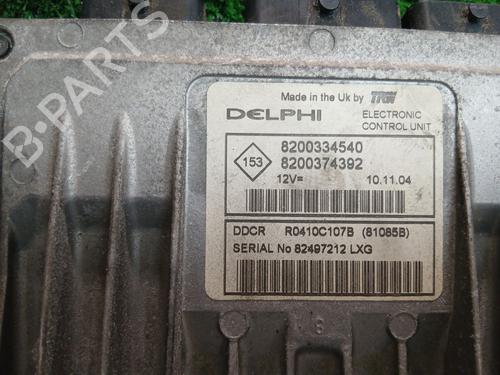 Made in the Uk by TRW
DELPHI
ELECTRONIC
CONTROL UNIT
153
8200334540
8200374392
12V=
10.11.04
DDCR R0410C107B (81085B)
SERIAL No 82497212 LXG
B-PARTS